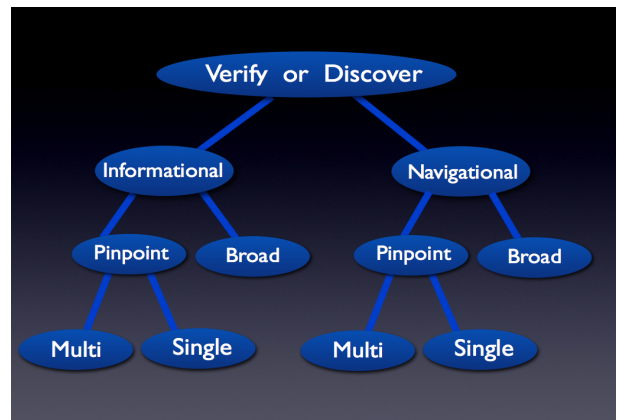 Verify or Discover
Informational
Navigational
Pinpoint
Broad
Pinpoint
Broad
Multi
Single
Multi
Single